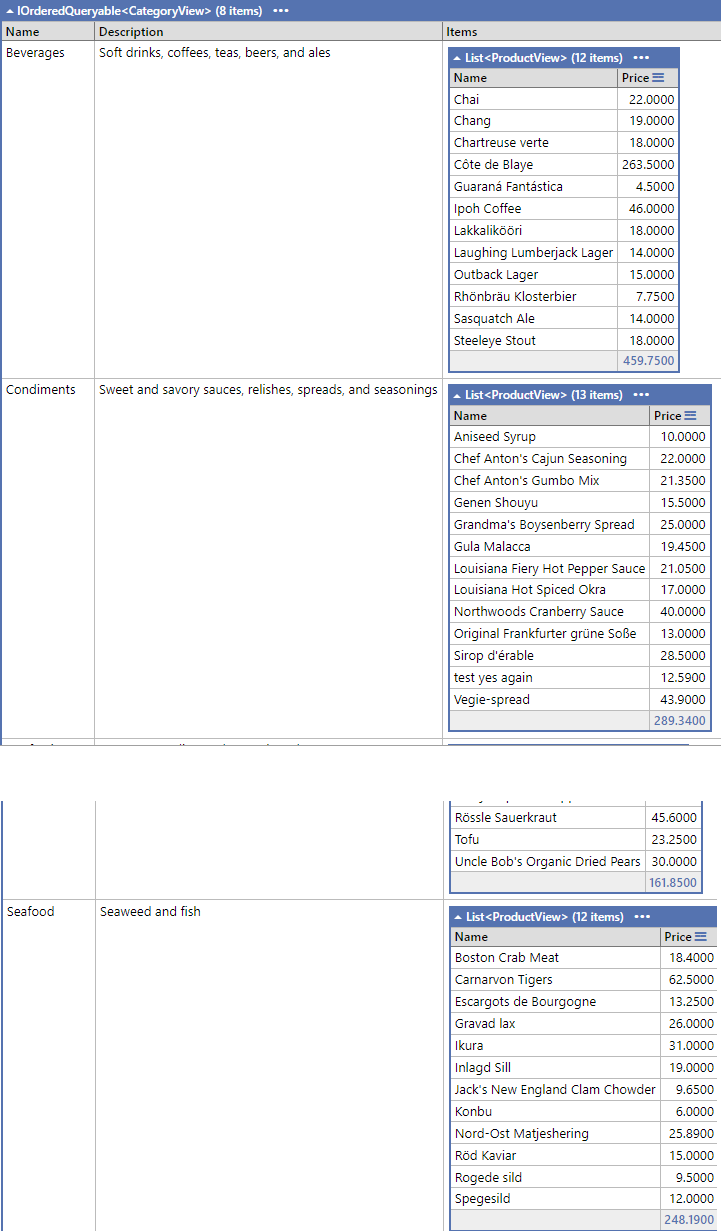 IOrderedQueryable<CategoryView> (8 items) •••
Name Description Items
Beverages Soft drinks, coffees, teas, beers, and ales
List<ProductView> (12 items) •••
Name Price
Chai 22.0000
Chang 19.0000
Chartreuse verte 18.0000
Côte de Blaye 263.5000
Guaraná Fantástica 4.5000
Ipoh Coffee 46.0000
Lakkalikööri 18.0000
Laughing Lumberjack Lager 14.0000
Outback Lager 15.0000
Rhönbräu Klosterbier 7.7500
Sasquatch Ale 14.0000
Steeleye Stout 18.0000
459.7500
Condiments Sweet and savory sauces, relishes, spreads, and seasonings
List<ProductView> (13 items) •••
Name Price
Aniseed Syrup 10.0000
Chef Anton's Cajun Seasoning 22.0000
Chef Anton's Gumbo Mix 21.3500
Genen Shouyu 15.5000
Grandma's Boysenberry Spread 25.0000
Gula Malacca 19.4500
Louisiana Fiery Hot Pepper Sauce 21.0500
Louisiana Hot Spiced Okra 17.0000
Northwoods Cranberry Sauce 40.0000
Original Frankfurter grüne Soße 13.0000
Sirop d'érable 28.5000
test yes again 12.5900
Vegie-spread 43.9000
289.3400
Rössle Sauerkraut 45.6000
Tofu 23.2500
Uncle Bob's Organic Dried Pears 30.0000
161.8500
Seafood Seaweed and fish
List<ProductView> (12 items) •••
Name Price
Boston Crab Meat 18.4000
Carnarvon Tigers 62.5000
Escargots de Bourgogne 13.2500
Gravad lax 26.0000
Ikura 31.0000
Inlagd Sill 19.0000
Jack's New England Clam Chowder 9.6500
Konbu 6.0000
Nord-Ost Matjeshering 25.8900
Röd Kaviar 15.0000
Rogede sild 9.5000
Spegesild 12.0000
248.1900